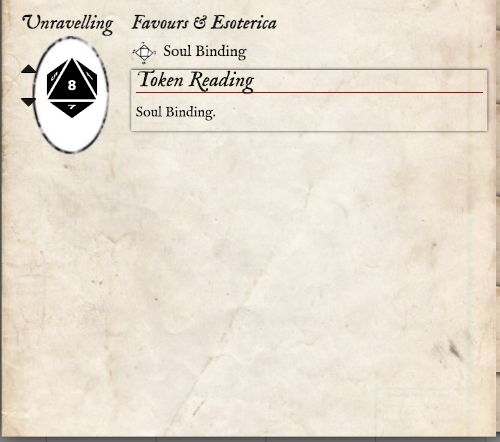 Unravelling
Favours & Esoterica
8
Soul Binding
Token Reading
Soul Binding.